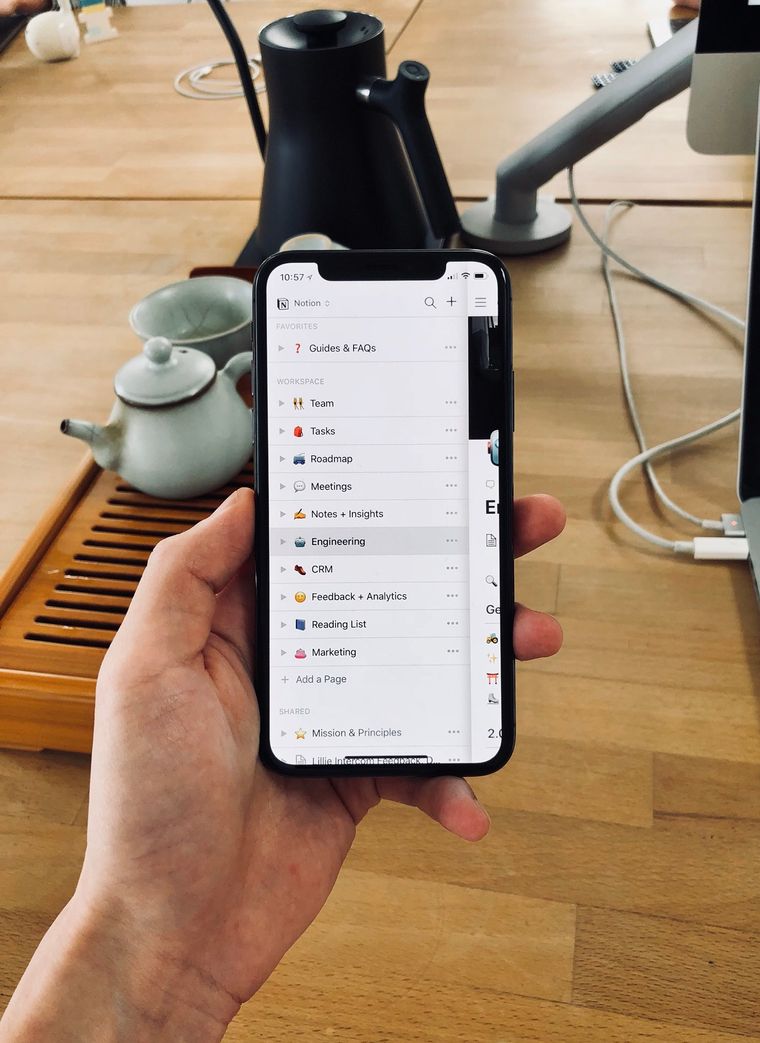 10:57
Notion
FAVORITES
Guides & FAQs
WORKSPACE
Team
Tasks
Roadmap
Meetings
Notes + Insights
Engineering
CRM
Feedback + Analytics
Reading List
Marketing
+ Add a Page
SHARED
Mission & Principles
Lillie Intercom Feedback, D...
En
Ge
2.0